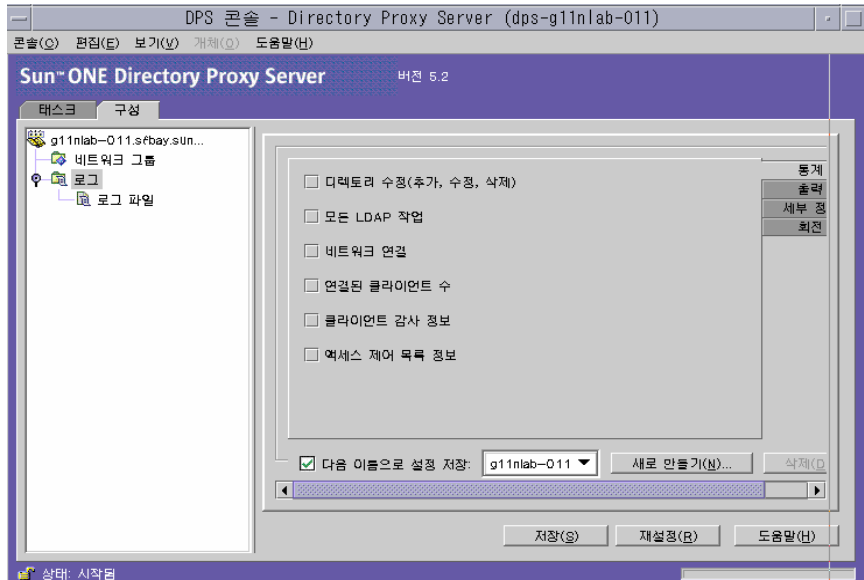 DPS 콘솔 - Directory Proxy Server (dps-g11nlab-011)
콘솔(O) 편집(E) 보기(V) 개체(O) 도움말(H)
Sun™ ONE Directory Proxy Server 버전 5.2
태스크 구성
g11nlab-011.sfbay.sun...
네트워크 그룹
로그
로그 파일
통계
출력
세부 정
회전
디렉토리 수정(추가, 수정, 삭제)
모든 LDAP 작업
네트워크 연결
연결된 클라이언트 수
클라이언트 감사 정보
액세스 제어 목록 정보
다음 이름으로 설정 저장: g11nlab-011 새로 만들기(N)... 삭제(D
저장(S) 재설정(R) 도움말(H)
상태: 시작됨